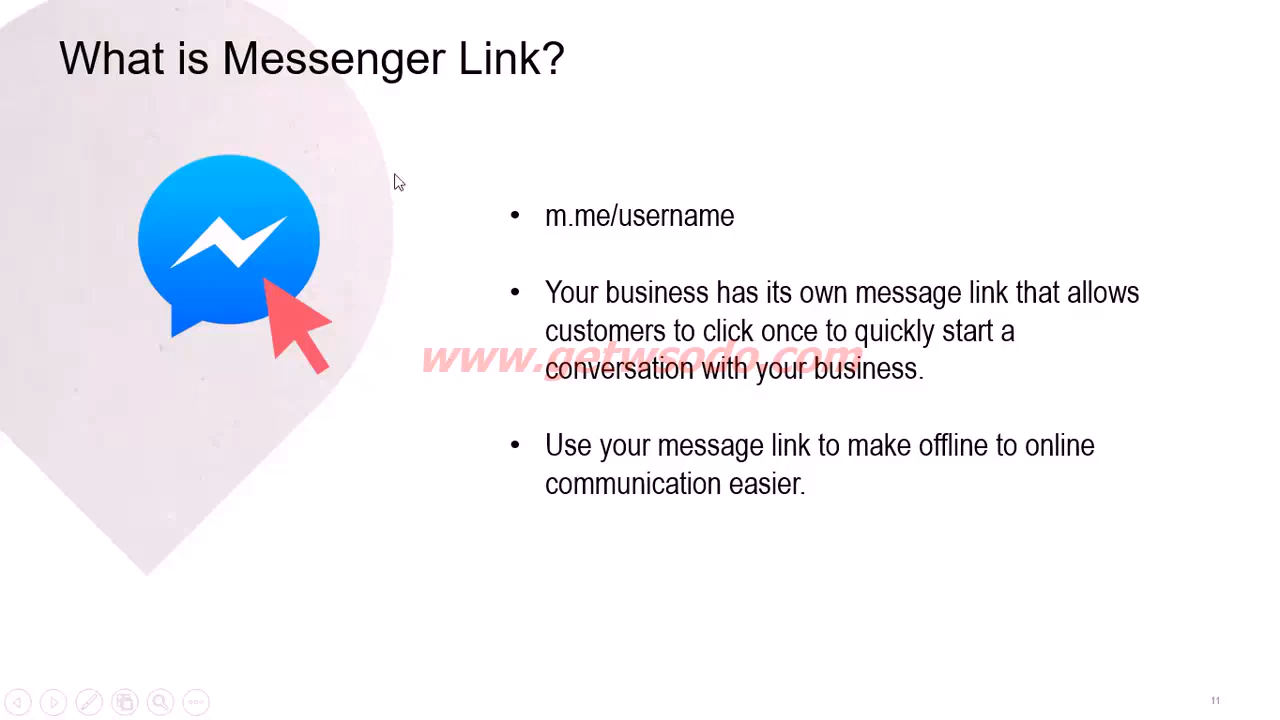 What is Messenger Link?
• m.me/username
• Your business has its own message link that allows
customers to click once to quickly start a
www.getwsodo.com
conversation with your business.
• Use your message link to make offline to online
communication easier.
11